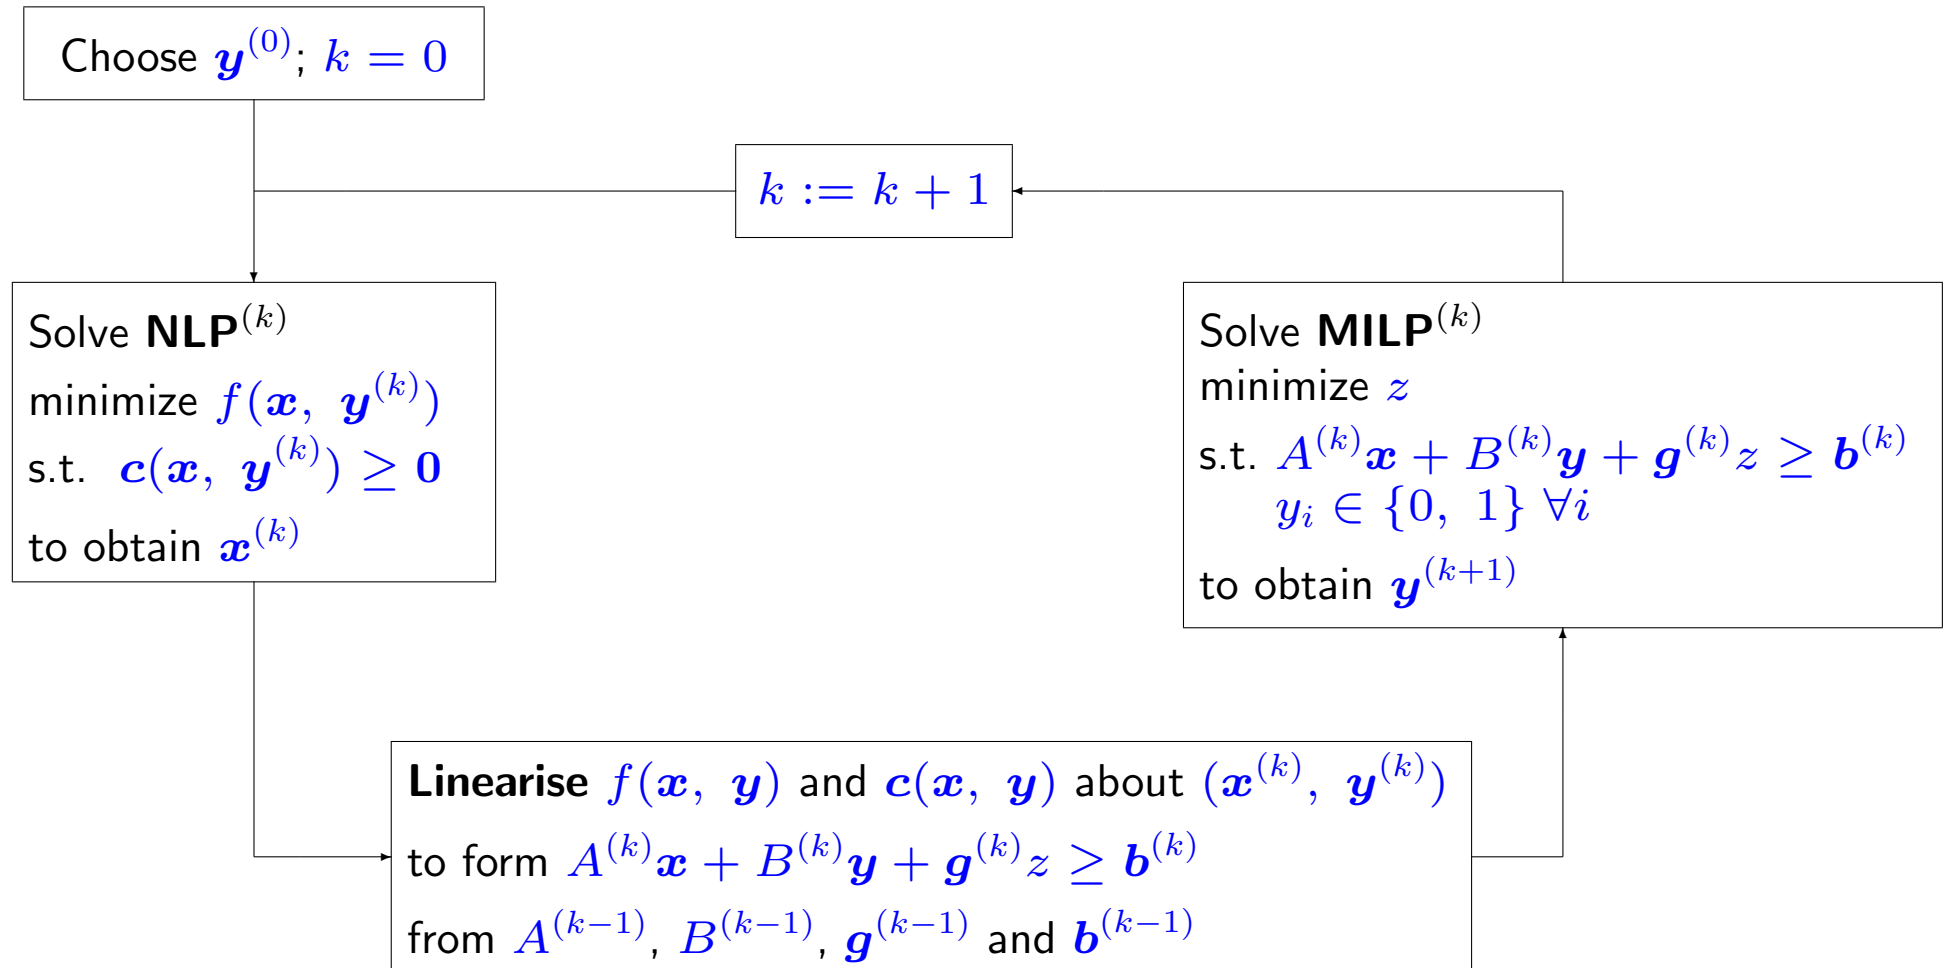 Choose y^(0); k = 0
k := k + 1
Solve NLP^(k)
minimize f(x, y^(k))
s.t. c(x, y^(k)) ≥ 0
to obtain x^(k)
Solve MILP^(k)
minimize z
s.t. A^(k)x + B^(k)y + g^(k)z ≥ b^(k)
y_i ∈ {0, 1} ∀i
to obtain y^(k+1)
Linearise f(x, y) and c(x, y) about (x^(k), y^(k))
to form A^(k)x + B^(k)y + g^(k)z ≥ b^(k)
from A^(k−1), B^(k−1), g^(k−1) and b^(k−1)